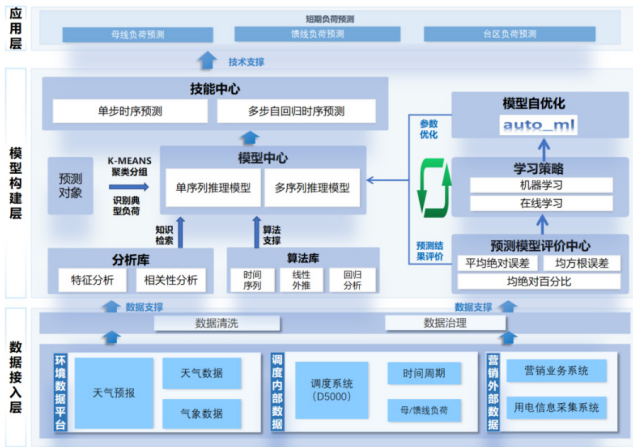 应用层
短期负荷预测
母线负荷预测
馈线负荷预测
台区负荷预测
技术支撑
模型构建层
技能中心
单步时序预测
多步自回归时序预测
预测
对象
K-MEANS
聚类分组
识别典
型负荷
模型中心
单序列推理模型
多序列推理模型
知识
检索
算法
支撑
分析库
特征分析
相关性分析
算法库
时间
序列
线性
外推
回归
分析
参数
优化
预测结
果评价
模型自优化
auto_ml
学习策略
机器学习
在线学习
预测模型评价中心
平均绝对误差
均方根误差
均绝对百分比
数据支撑
数据支撑
数据接入层
数据清洗
数据治理
环境数据平台
天气预报
天气数据
气象数据
调度内部数据
调度系统
(D5000)
时间周期
母/馈线负荷
营销外部数据
营销业务系统
用电信息采集系统